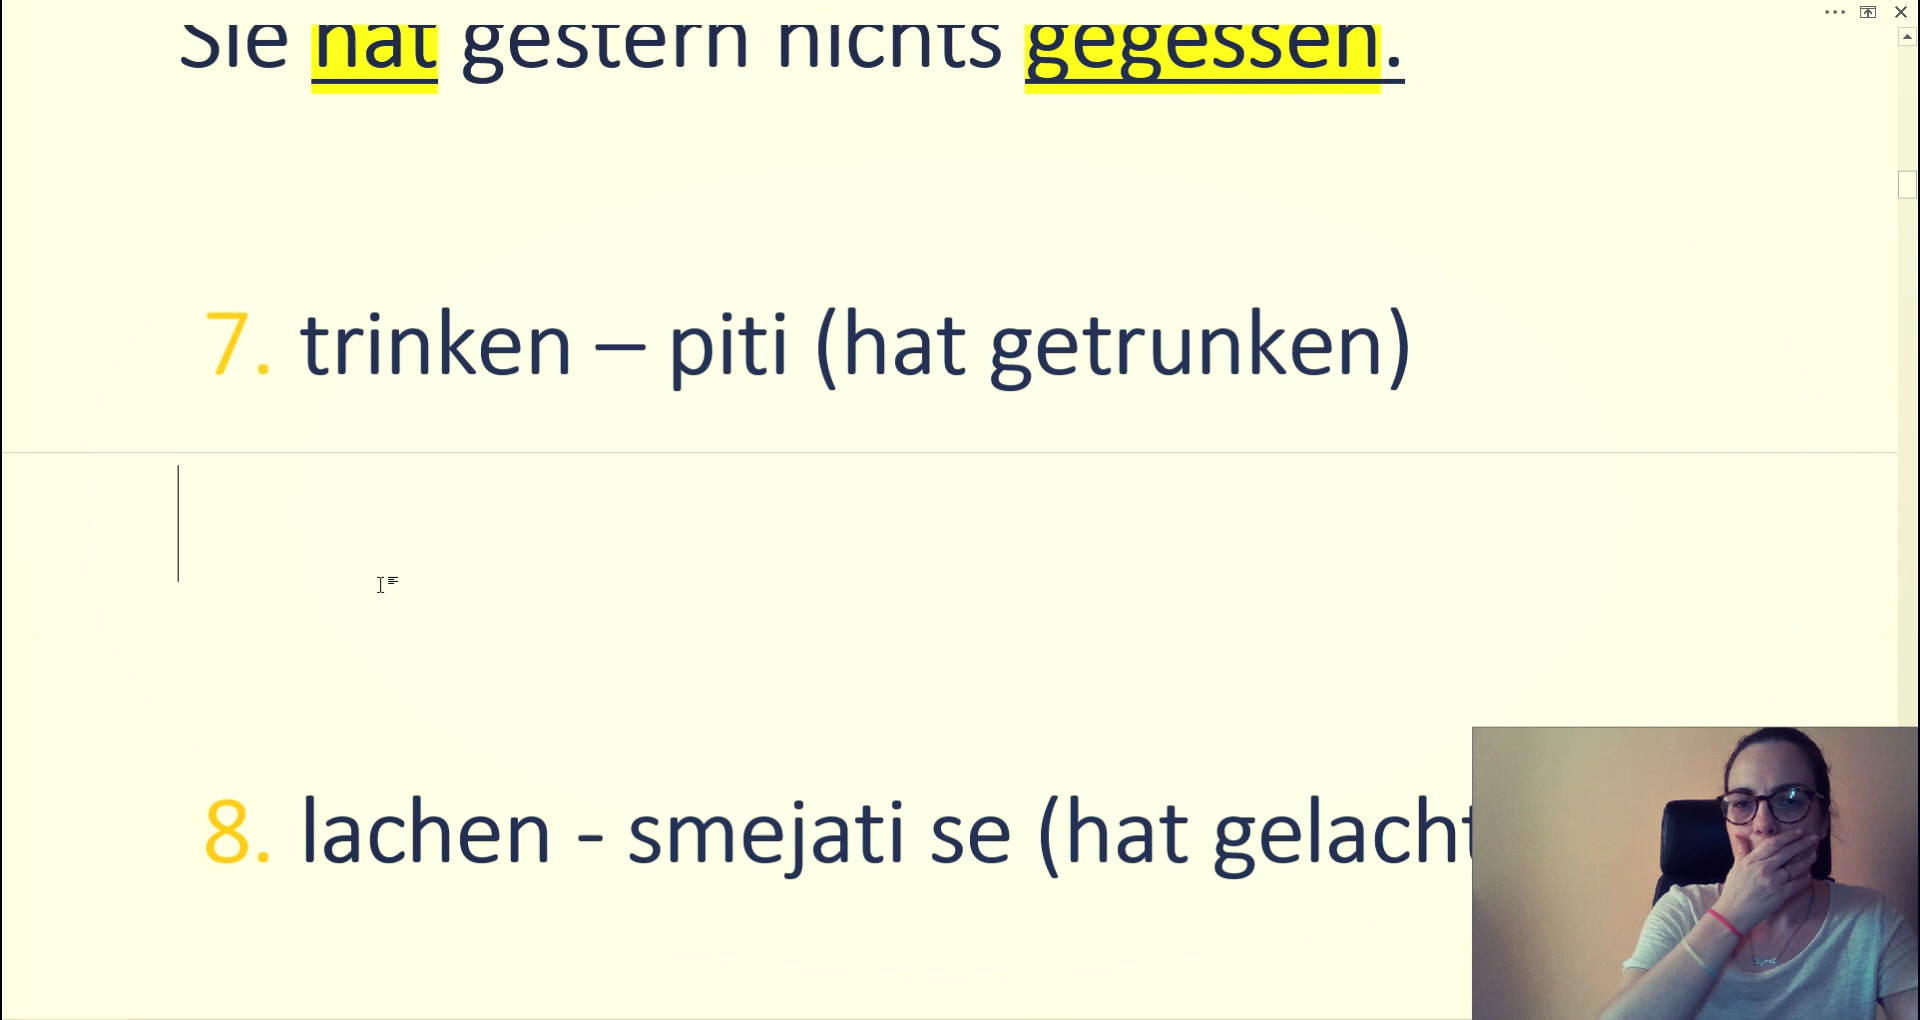 Sie hat gestern nichts gegessen.
7. trinken – piti (hat getrunken)
8. lachen - smejati se (hat gelacht